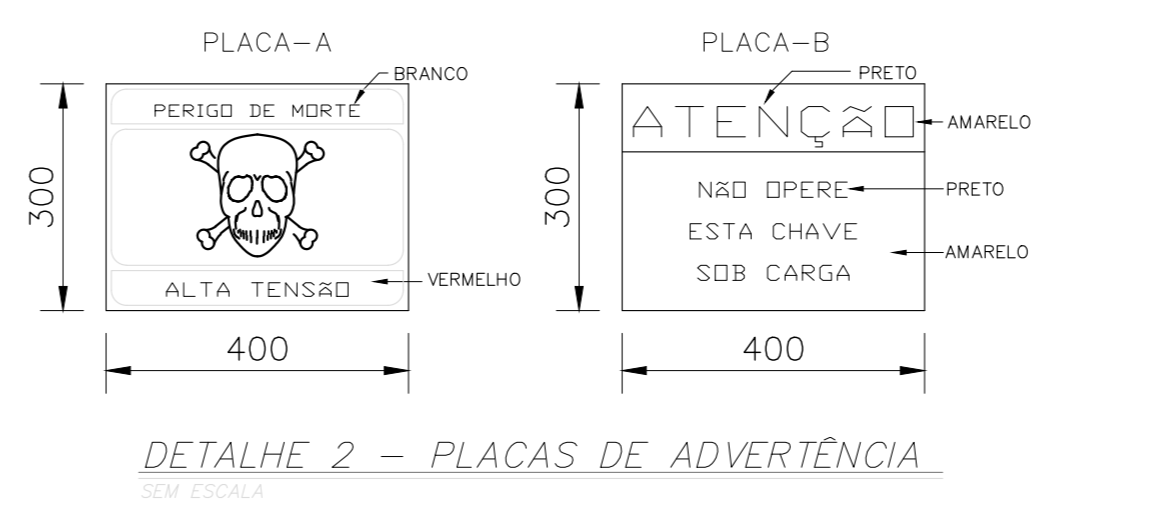 PLACA-A
BRANCO
PERIGO DE MORTE
300
ALTA TENSÃO
VERMELHO
400
PLACA-B
PRETO
ATENÇÃO
AMARELO
NÃO OPERE
PRETO
ESTA CHAVE
AMARELO
SOB CARGA
300
400
DETALHE 2 - PLACAS DE ADVERTÊNCIA
SEM ESCALA